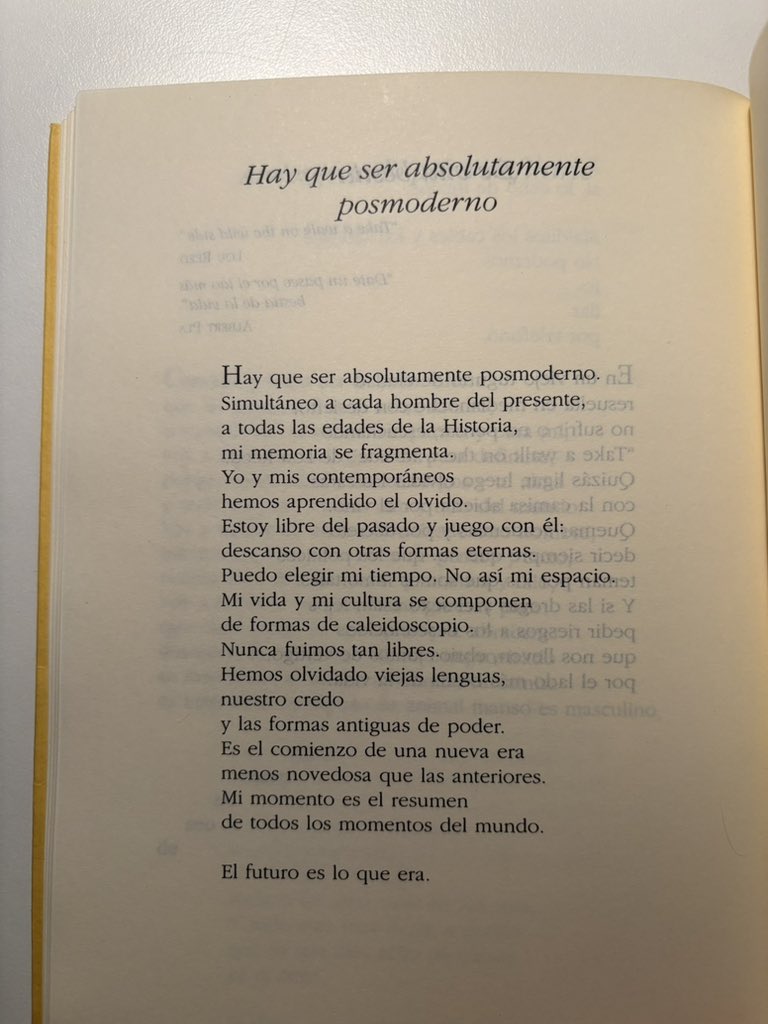 Hay que ser absolutamente
posmoderno
Hay que ser absolutamente posmoderno.
Simultáneo a cada hombre del presente,
a todas las edades de la Historia,
mi memoria se fragmenta.
Yo y mis contemporáneos
hemos aprendido el olvido.
Estoy libre del pasado y juego con él:
descanso con otras formas eternas.
Puedo elegir mi tiempo. No así mi espacio.
Mi vida y mi cultura se componen
de formas de caleidoscopio.
Nunca fuimos tan libres.
Hemos olvidado viejas lenguas,
nuestro credo
y las formas antiguas de poder.
Es el comienzo de una nueva era
menos novedosa que las anteriores.
Mi momento es el resumen
de todos los momentos del mundo.
El futuro es lo que era.